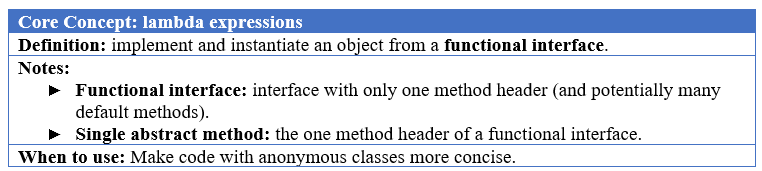 Core Concept: lambda expressions
Definition: implement and instantiate an object from a functional interface.
Notes:
► Functional interface: interface with only one method header (and potentially many
default methods).
► Single abstract method: the one method header of a functional interface.
When to use: Make code with anonymous classes more concise.